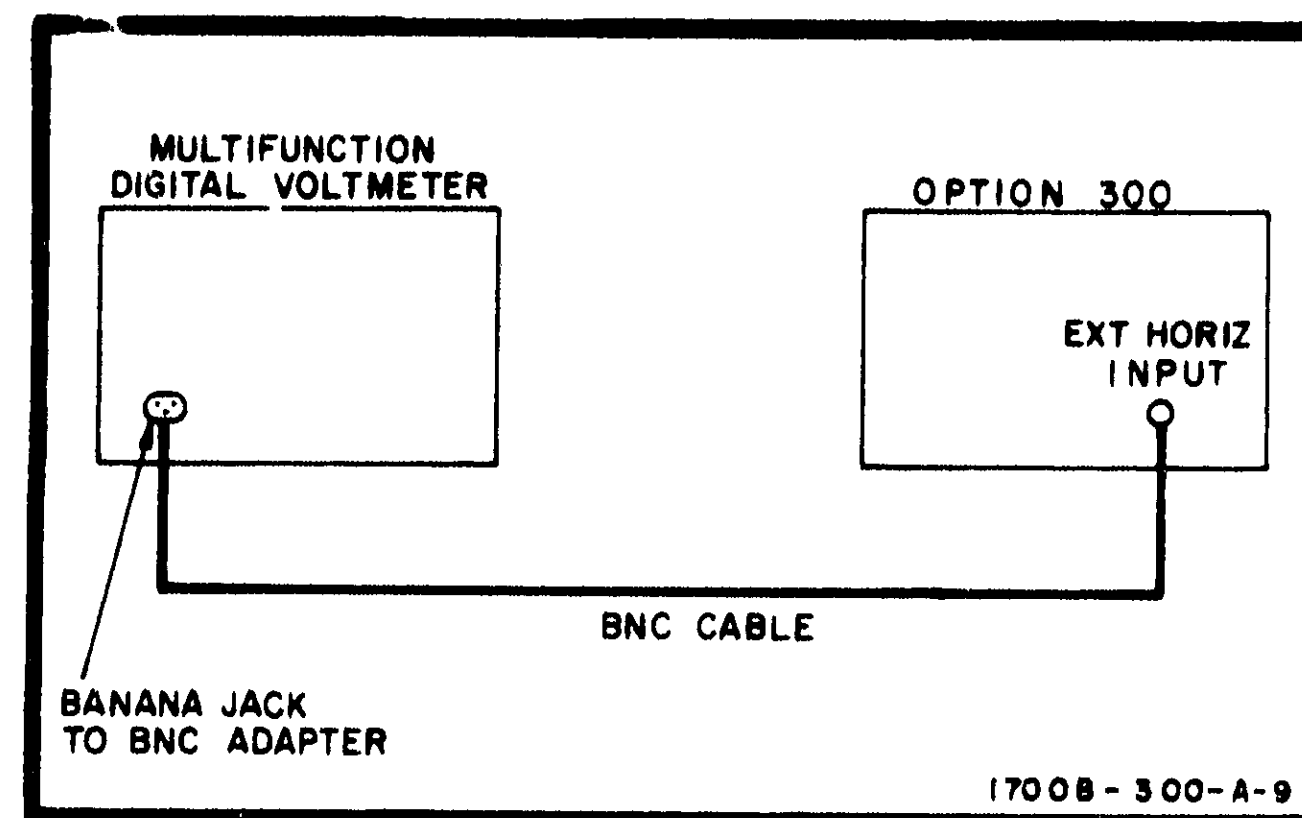 MULTIFUNCTION
DIGITAL VOLTMETER
OPTION 300
EXT HORIZ
INPUT
BNC CABLE
BANANA JACK
TO BNC ADAPTER
1700B-300-A-9